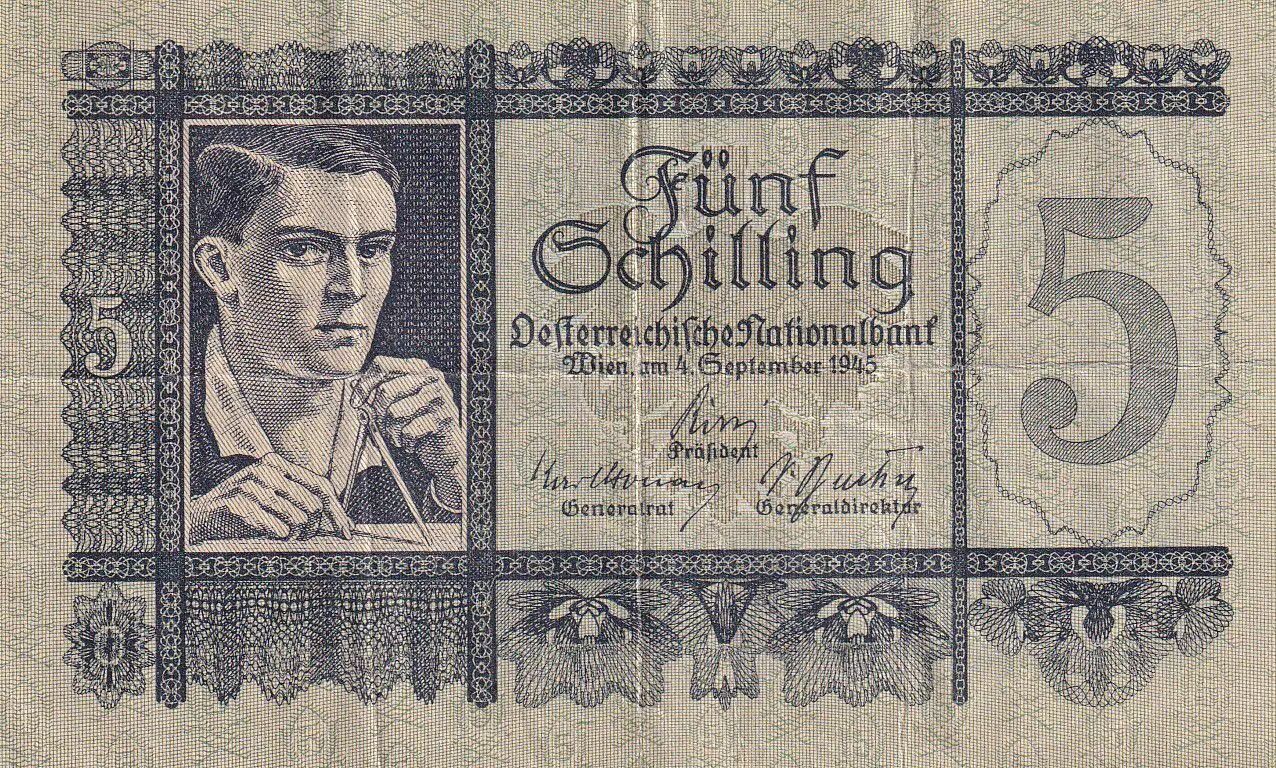 Fünf
Schilling
5
5
Oesterreichische Nationalbank
Wien, am 4. September 1945
Präsident
Generalrat Generaldirektor